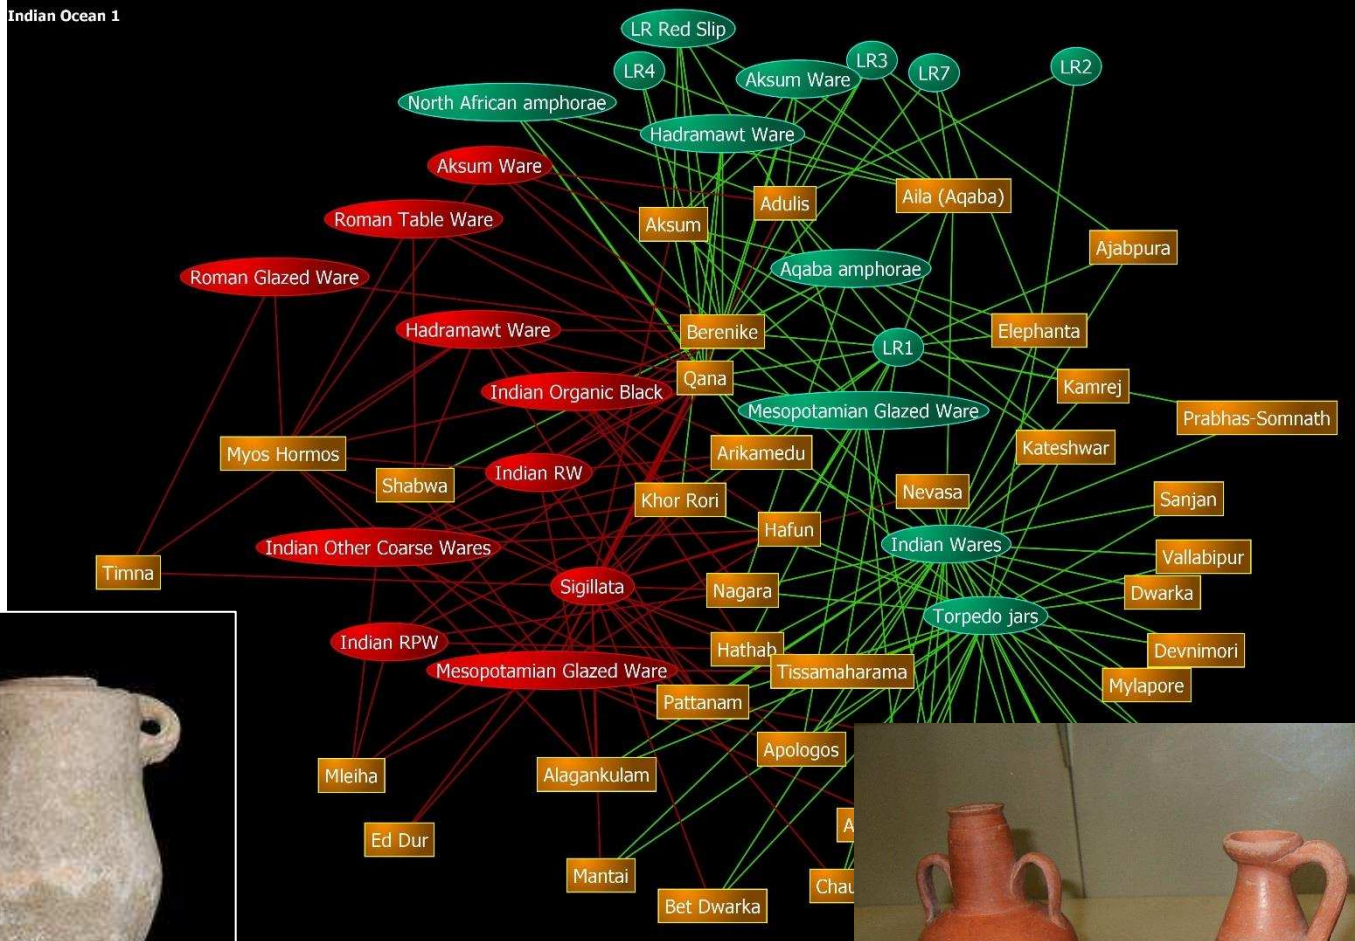 Indian Ocean 1
LR Red Slip
LR4
Aksum Ware
LR3
LR7
LR2
North African amphorae
Hadramawt Ware
Aksum Ware
Adulis
Aila (Aqaba)
Roman Table Ware
Aksum
Ajabpura
Roman Glazed Ware
Aqaba amphorae
Hadramawt Ware
Berenike
Elephanta
LR1
Qana
Kamrej
Indian Organic Black
Mesopotamian Glazed Ware
Prabhas-Somnath
Myos Hormos
Arikamedu
Kateshwar
Shabwa
Indian RW
Khor Rori
Nevasa
Sanjan
Hafun
Indian Other Coarse Wares
Indian Wares
Vallabipur
Timna
Sigillata
Nagara
Dwarka
Torpedo jars
Indian RPW
Hathab
Devnimori
Mesopotamian Glazed Ware
Tissamaharama
Mylapore
Pattanam
Apologos
Mleiha
Alagankulam
A
Ed Dur
Mantai
Chau
Bet Dwarka